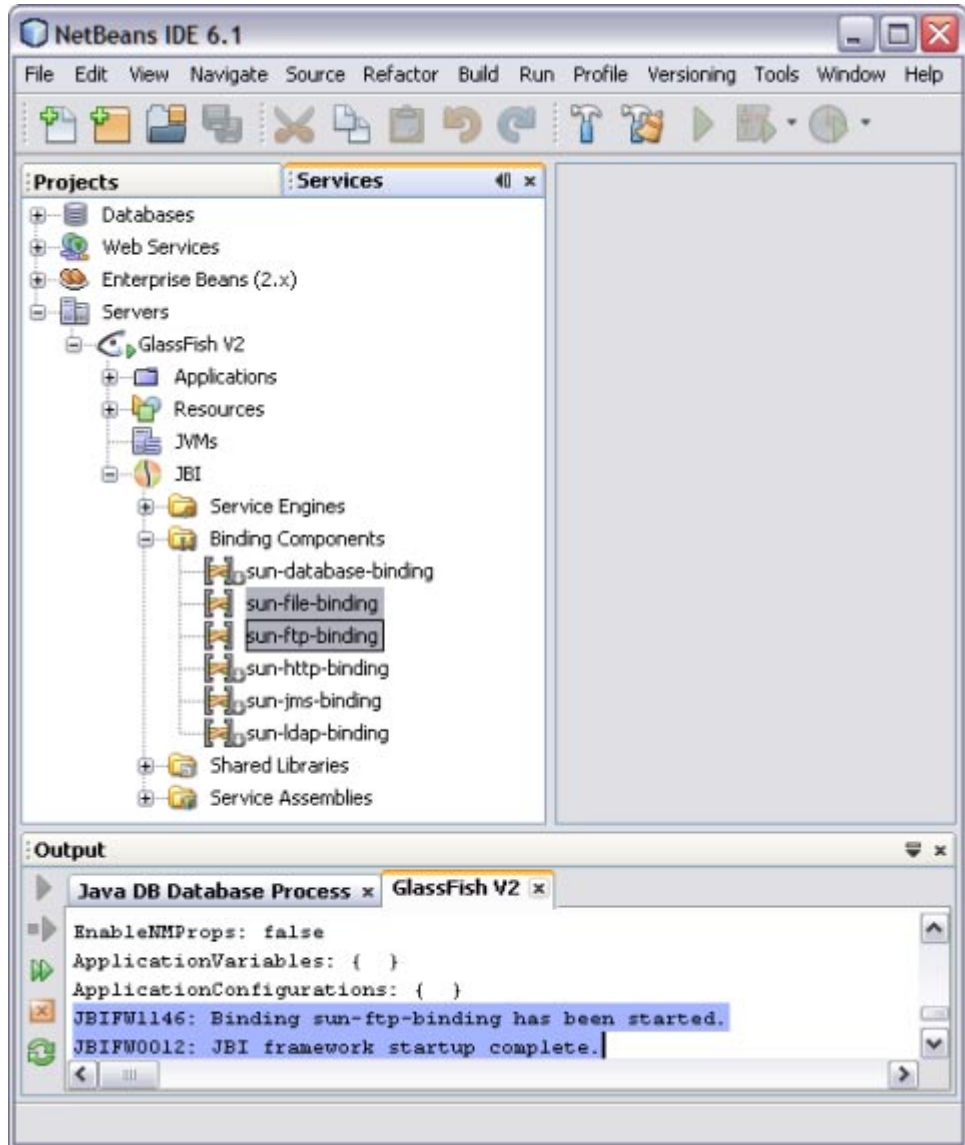 NetBeans IDE 6.1
File Edit View Navigate Source Refactor Build Run Profile Versioning Tools Window Help
Projects
Services
Databases
Web Services
Enterprise Beans (2.x)
Servers
GlassFish V2
Applications
Resources
JVMs
JBI
Service Engines
Binding Components
sun-database-binding
sun-file-binding
sun-ftp-binding
sun-http-binding
sun-jms-binding
sun-ldap-binding
Shared Libraries
Service Assemblies
Output
Java DB Database Process
GlassFish V2
EnableNMProps: false
ApplicationVariables: { }
ApplicationConfigurations: { }
JBIFW1146: Binding sun-ftp-binding has been started.
JBIFW0012: JBI framework startup complete.